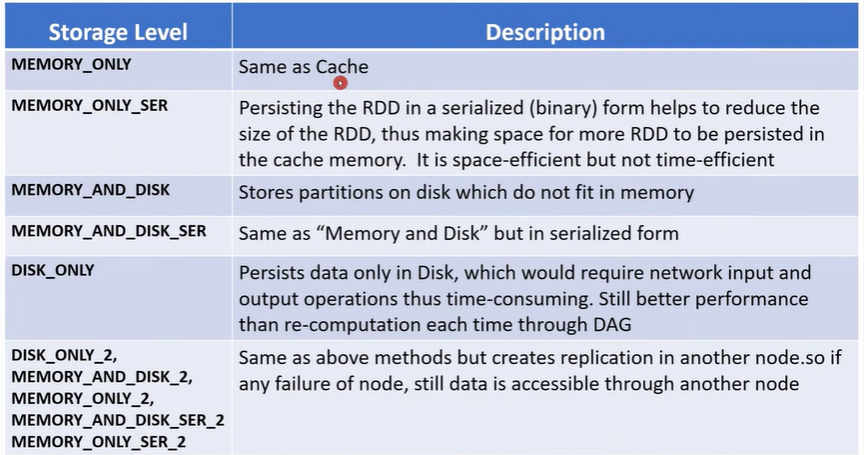 Storage Level
Description
MEMORY_ONLY
Same as Cache
MEMORY_ONLY_SER
Persisting the RDD in a serialized (binary) form helps to reduce the
size of the RDD, thus making space for more RDD to be persisted in
the cache memory.  It is space-efficient but not time-efficient
MEMORY_AND_DISK
Stores partitions on disk which do not fit in memory
MEMORY_AND_DISK_SER
Same as “Memory and Disk” but in serialized form
DISK_ONLY
Persists data only in Disk, which would require network input and
output operations thus time-consuming. Still better performance
than re-computation each time through DAG
DISK_ONLY_2,
MEMORY_AND_DISK_2,
MEMORY_ONLY_2,
MEMORY_AND_DISK_SER_2
MEMORY_ONLY_SER_2
Same as above methods but creates replication in another node.so if
any failure of node, still data is accessible through another node